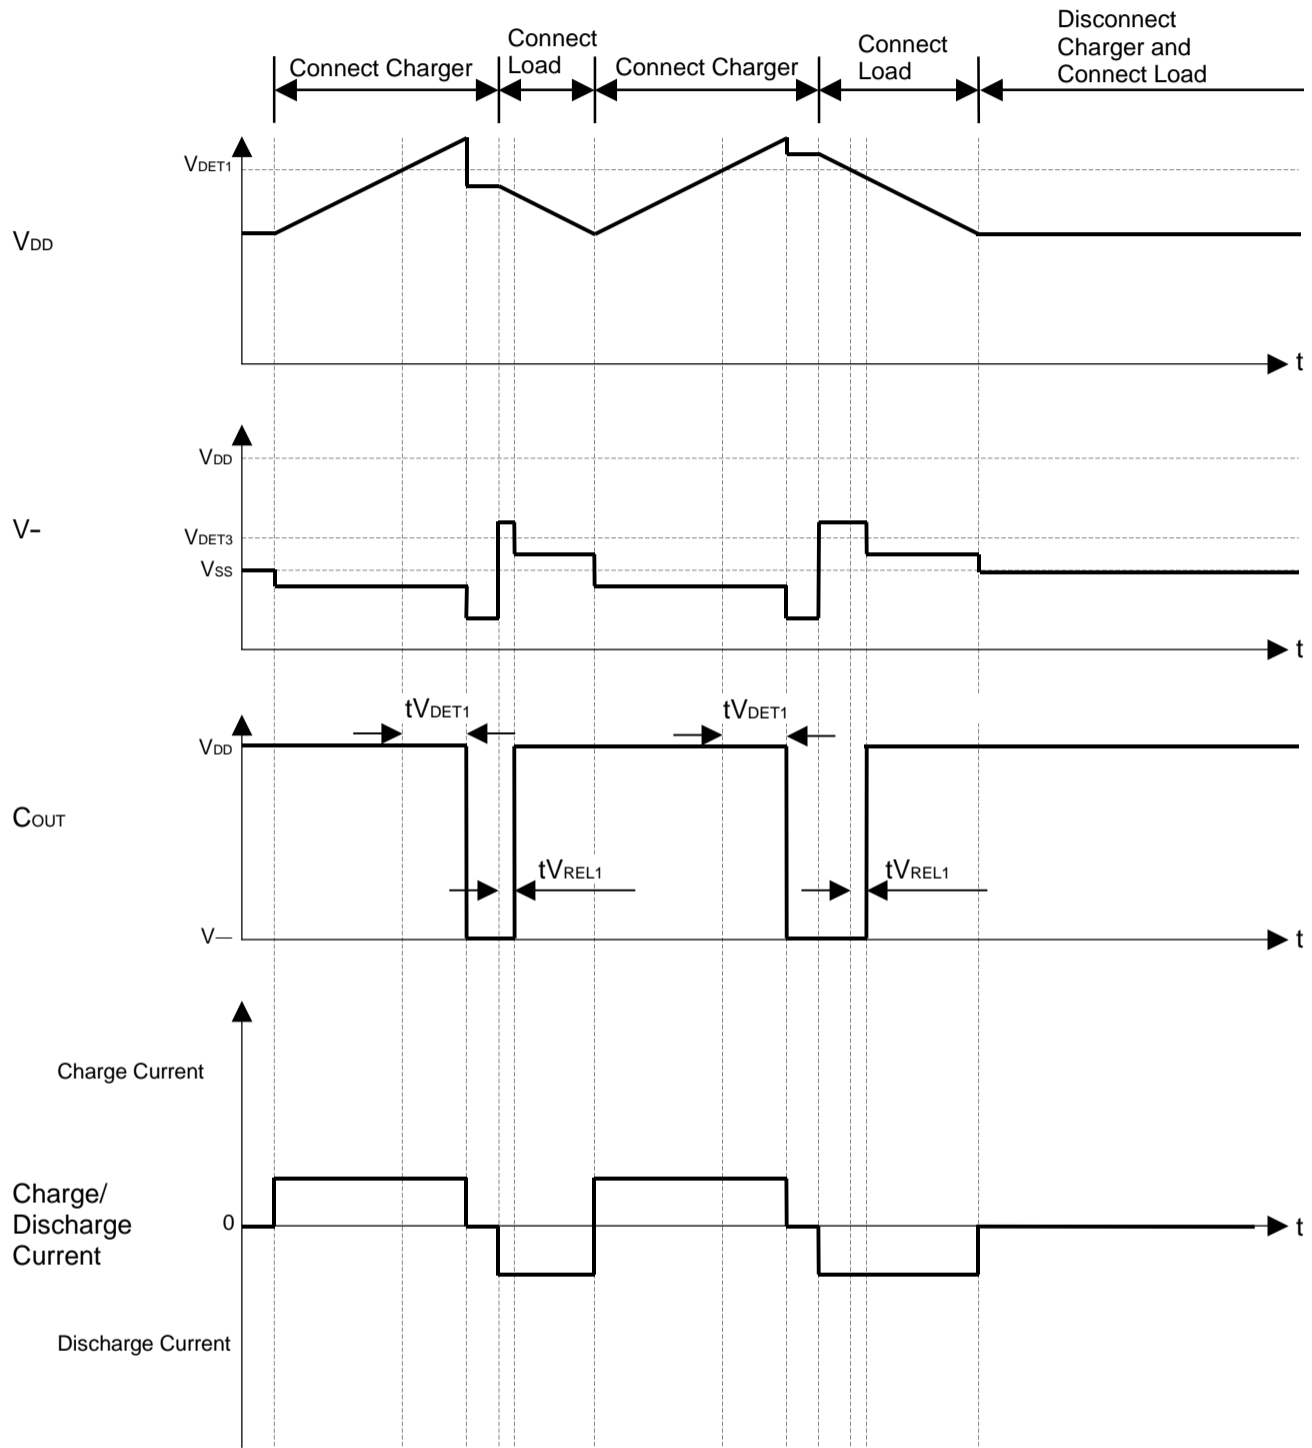 Connect Charger
Connect
Load
Connect Charger
Connect
Load
Disconnect
Charger and
Connect Load
VDET1
VDD
t
VDD
V-
VDET3
VSS
t
tVDET1
tVDET1
VDD
COUT
tVREL1
tVREL1
V—
t
Charge Current
Charge/
Discharge
Current
0
t
Discharge Current